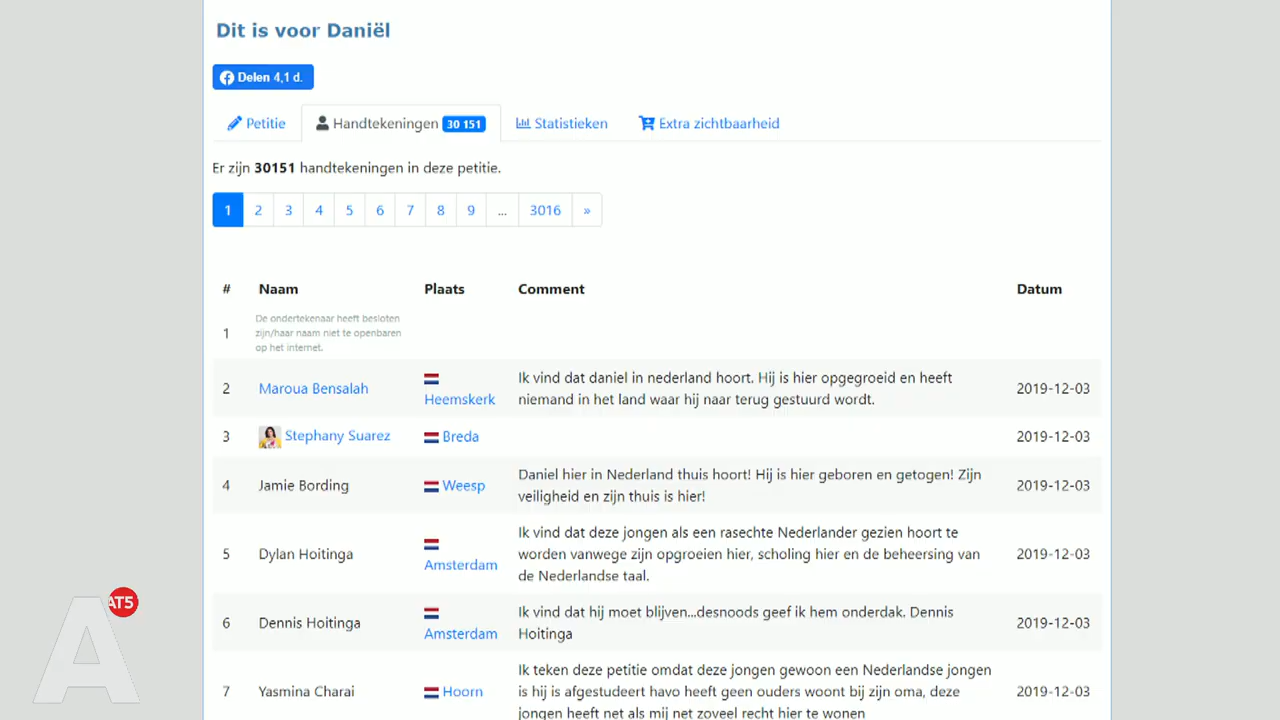 Dit is voor Daniël
Delen 4,1 d.
Petitie
Handtekeningen 30 151
Statistieken
Extra zichtbaarheid
Er zijn 30151 handtekeningen in deze petitie.
1 2 3 4 5 6 7 8 9 ... 3016 »
# Naam Plaats Comment Datum
1 De ondertekenaar heeft besloten
zijn/haar naam niet te openbaren
op het internet.
2 Maroua Bensalah Heemskerk Ik vind dat daniel in nederland hoort. Hij is hier opgegroeid en heeft
niemand in het land waar hij naar terug gestuurd wordt. 2019-12-03
3 Stephany Suarez Breda 2019-12-03
4 Jamie Bording Weesp Daniel hier in Nederland thuis hoort! Hij is hier geboren en getogen! Zijn
veiligheid en zijn thuis is hier! 2019-12-03
5 Dylan Hoitinga Amsterdam Ik vind dat deze jongen als een rasechte Nederlander gezien hoort te
worden vanwege zijn opgroeien hier, scholing hier en de beheersing van
de Nederlandse taal. 2019-12-03
6 Dennis Hoitinga Amsterdam Ik vind dat hij moet blijven...desnoods geef ik hem onderdak. Dennis
Hoitinga 2019-12-03
7 Yasmina Charai Hoorn Ik teken deze petitie omdat deze jongen gewoon een Nederlandse jongen
is hij is afgestudeert havo heeft geen ouders woont bij zijn oma, deze
jongen heeft net als mij net zoveel recht hier te wonen 2019-12-03
A
AT5